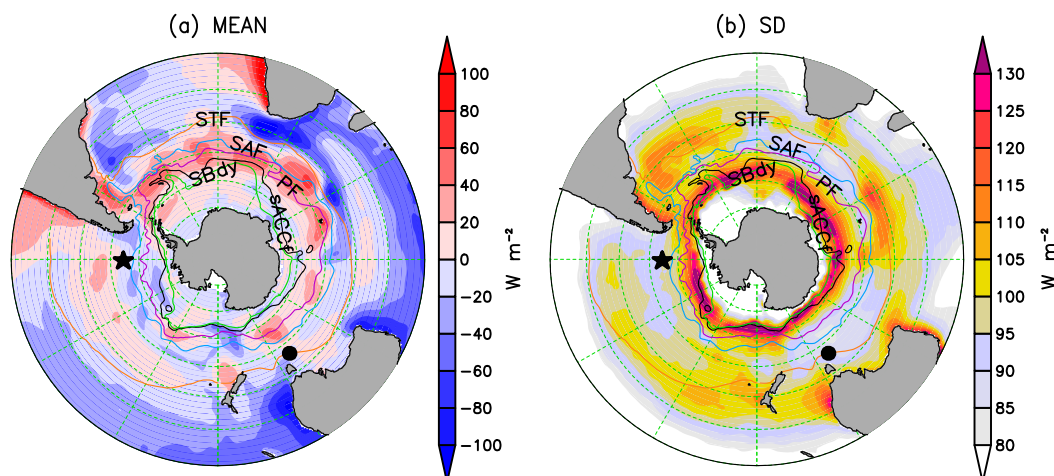 (a) MEAN
STF
SAF
SBdy
PF
sACCf
100
80
60
40
20
0
−20
−40
−60
−80
−100
W m⁻²
(b) SD
STF
SAF
SBdy
PF
sACCf
130
125
120
115
110
105
100
95
90
85
80
W m⁻²